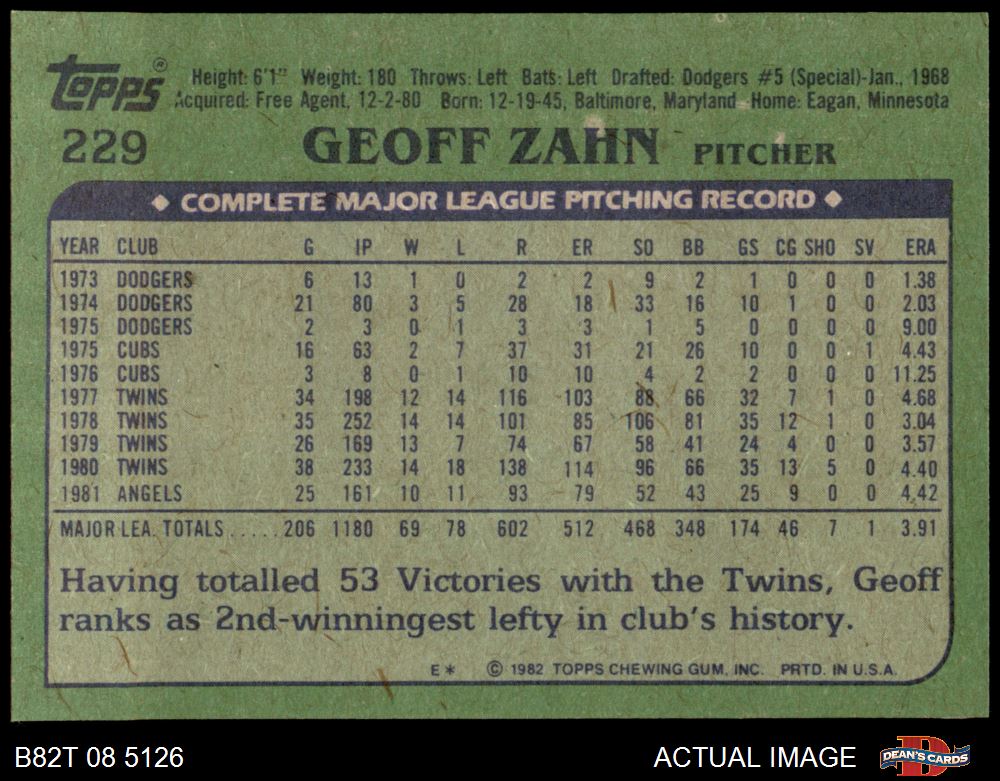 Topps® Height: 6'1" Weight: 180 Throws: Left Bats: Left Drafted: Dodgers #5 (Special)-Jan., 1968
Acquired: Free Agent, 12-2-80 Born: 12-19-45, Baltimore, Maryland Home: Eagan, Minnesota
229 GEOFF ZAHN PITCHER
◆ COMPLETE MAJOR LEAGUE PITCHING RECORD ◆
YEAR CLUB G IP W L R ER SO BB GS CG SHO SV ERA
1973 DODGERS 6 13 1 0 2 2 9 2 1 0 0 0 1.38
1974 DODGERS 21 80 3 5 28 18 33 16 10 1 0 0 2.03
1975 DODGERS 2 3 0 1 3 3 1 5 0 0 0 0 9.00
1975 CUBS 16 63 2 7 37 31 21 26 10 0 0 1 4.43
1976 CUBS 3 8 0 1 10 10 4 2 2 0 0 0 11.25
1977 TWINS 34 198 12 14 116 103 88 66 32 7 1 0 4.68
1978 TWINS 35 252 14 14 101 85 106 81 35 12 1 0 3.04
1979 TWINS 26 169 13 7 74 67 58 41 24 4 0 0 3.57
1980 TWINS 38 233 14 18 138 114 96 66 35 13 5 0 4.40
1981 ANGELS 25 161 10 11 93 79 52 43 25 9 0 0 4.42
MAJOR LEA. TOTALS ..... 206 1180 69 78 602 512 468 348 174 46 7 1 3.91
Having totalled 53 Victories with the Twins, Geoff
ranks as 2nd-winningest lefty in club's history.
E* © 1982 TOPPS CHEWING GUM, INC. PRTD. IN U.S.A.
B82T 08 5126 ACTUAL IMAGE DEAN'S CARDS